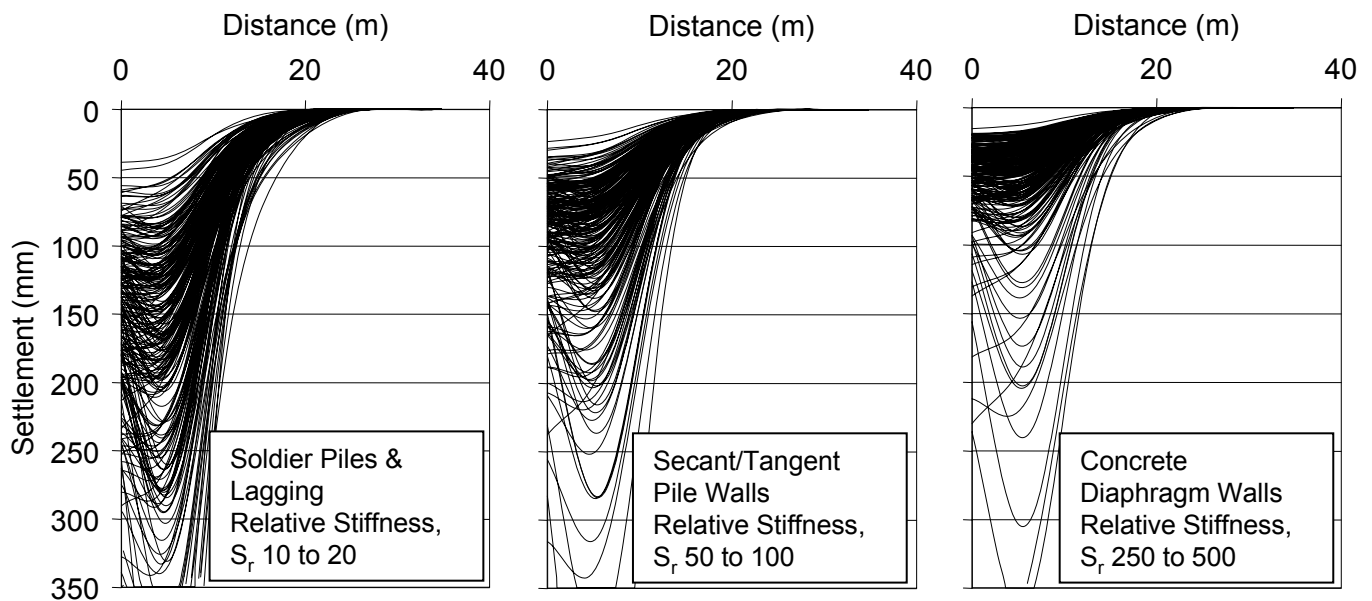 Distance (m)
0 20 40
Distance (m)
0 20 40
Distance (m)
0 20 40
Settlement (mm)
0
50
100
150
200
250
300
350
Soldier Piles &
Lagging
Relative Stiffness,
Sr 10 to 20
Secant/Tangent
Pile Walls
Relative Stiffness,
Sr 50 to 100
Concrete
Diaphragm Walls
Relative Stiffness,
Sr 250 to 500